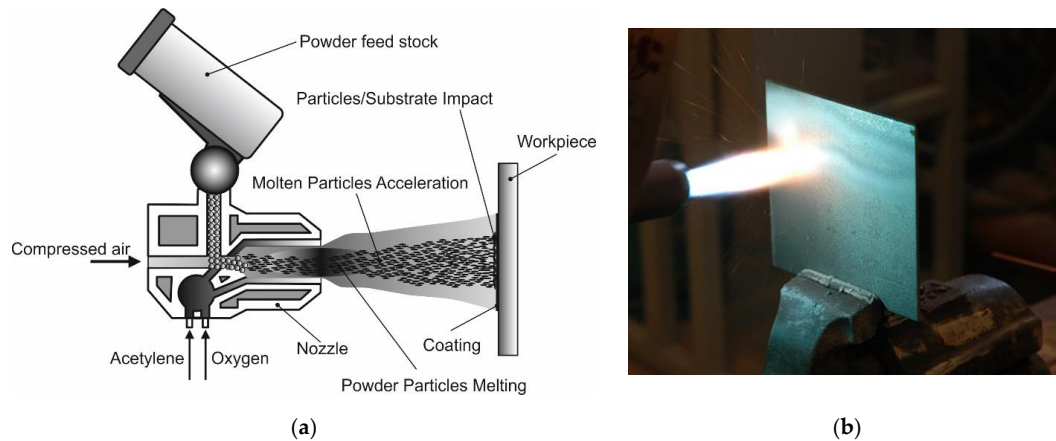 Powder feed stock
Particles/Substrate Impact
Workpiece
Molten Particles Acceleration
Compressed air
Acetylene
Oxygen
Nozzle
Coating
Powder Particles Melting
(a)
(b)